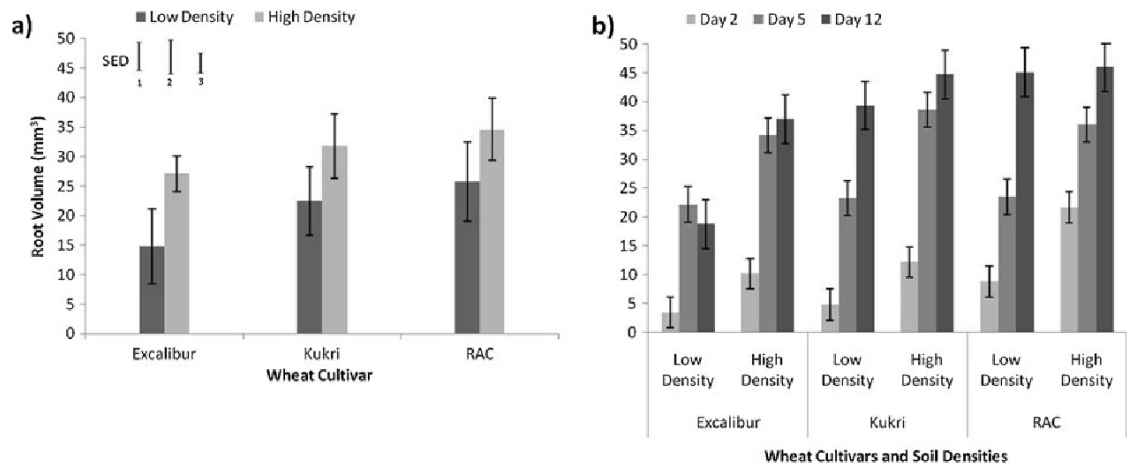 a)
Low Density High Density
50
45
40
35
30
25
20
15
10
5
0
SED
1 2 3
Root Volume (mm³)
Excalibur Kukri RAC
Wheat Cultivar
b)
Day 2 Day 5 Day 12
50
45
40
35
30
25
20
15
10
5
0
Low High Low High Low High
Density Density Density Density Density Density
Excalibur Kukri RAC
Wheat Cultivars and Soil Densities